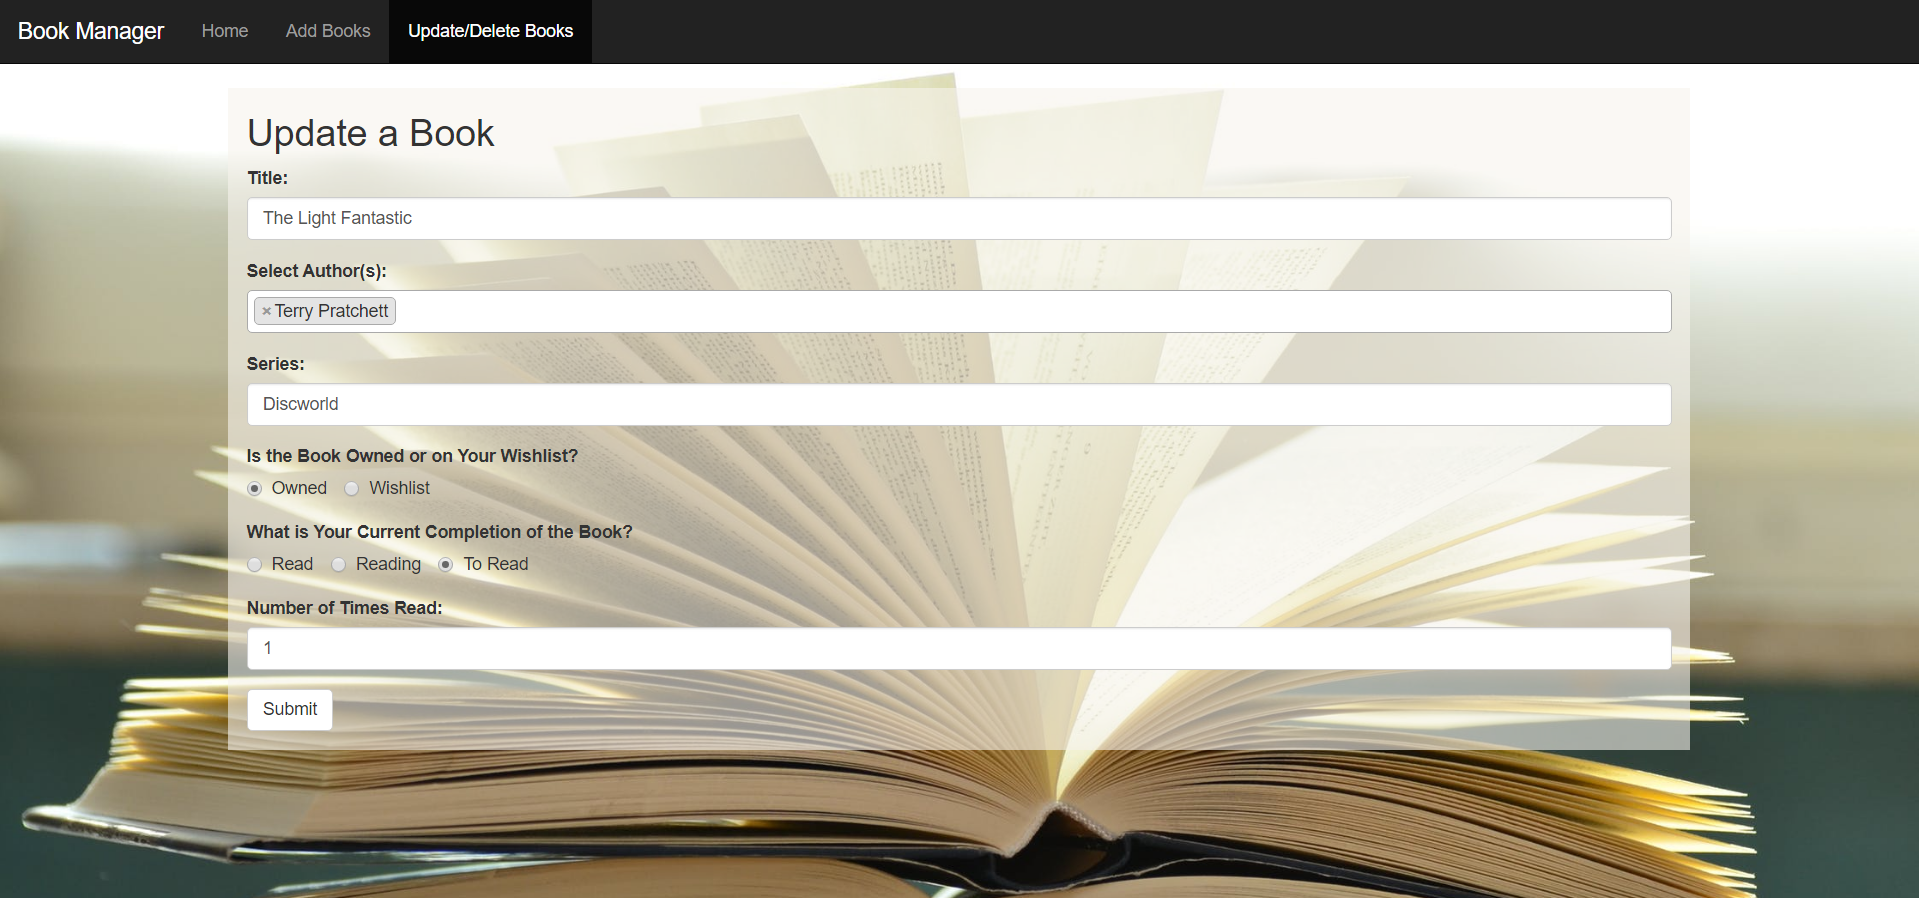 Book Manager Home Add Books Update/Delete Books
Update a Book
Title:
The Light Fantastic
Select Author(s):
×Terry Pratchett
Series:
Discworld
Is the Book Owned or on Your Wishlist?
Owned Wishlist
What is Your Current Completion of the Book?
Read Reading To Read
Number of Times Read:
1
Submit